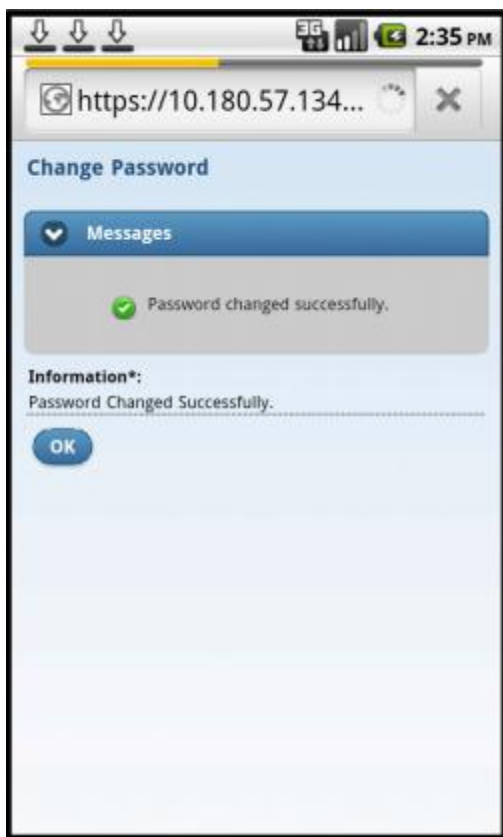 3G 2:35 PM
https://10.180.57.134...
Change Password
Messages
Password changed successfully.
Information*:
Password Changed Successfully.
OK